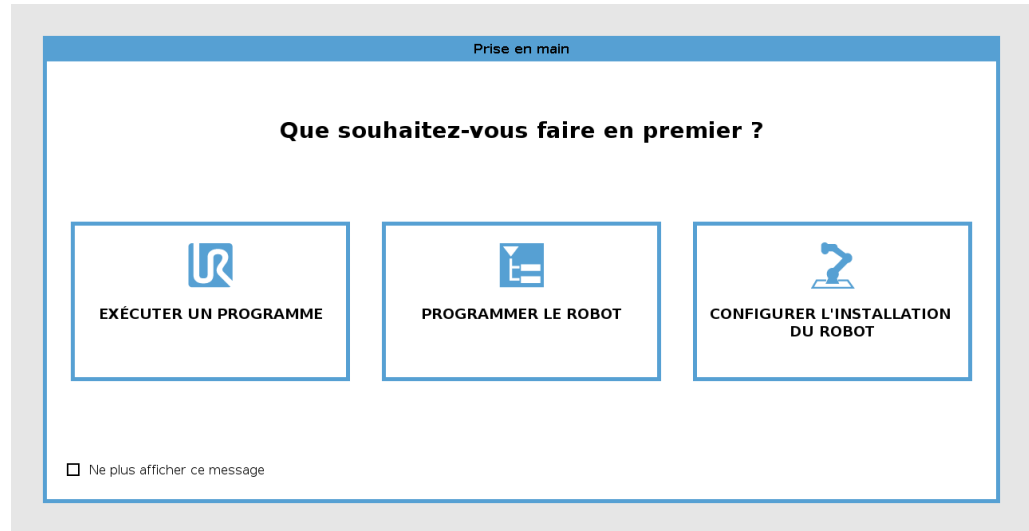 Prise en main
Que souhaitez-vous faire en premier ?
UR
EXÉCUTER UN PROGRAMME
PROGRAMMER LE ROBOT
CONFIGURER L'INSTALLATION
DU ROBOT
Ne plus afficher ce message